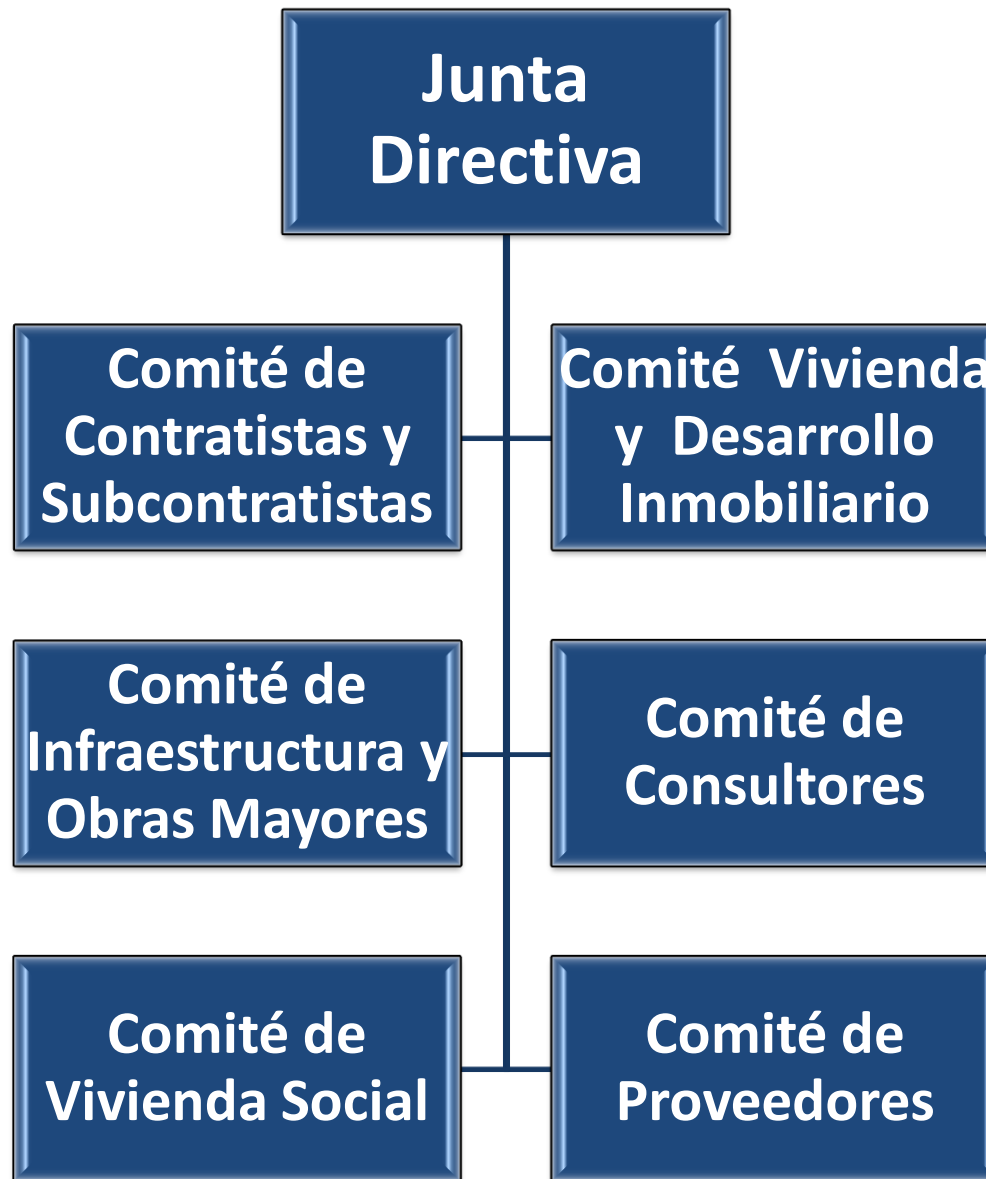 Junta
Directiva
Comité de
Contratistas y
Subcontratistas
Comité Vivienda
y Desarrollo
Inmobiliario
Comité de
Infraestructura y
Obras Mayores
Comité de
Consultores
Comité de
Vivienda Social
Comité de
Proveedores